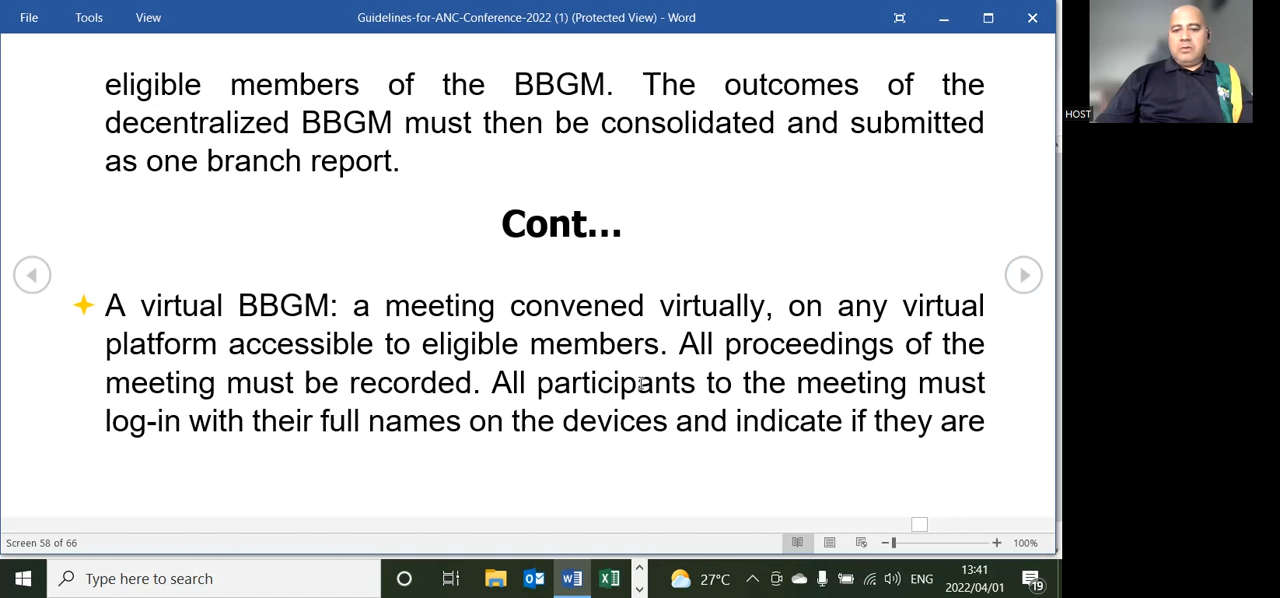 File Tools View Guidelines-for-ANC-Conference-2022 (1) (Protected View) - Word
HOST
eligible members of the BBGM. The outcomes of the
decentralized BBGM must then be consolidated and submitted
as one branch report.
Cont...
A virtual BBGM: a meeting convened virtually, on any virtual
platform accessible to eligible members. All proceedings of the
meeting must be recorded. All participants to the meeting must
log-in with their full names on the devices and indicate if they are
Screen 58 of 66 100%
Type here to search 27°C ENG 13:41
2022/04/01 19